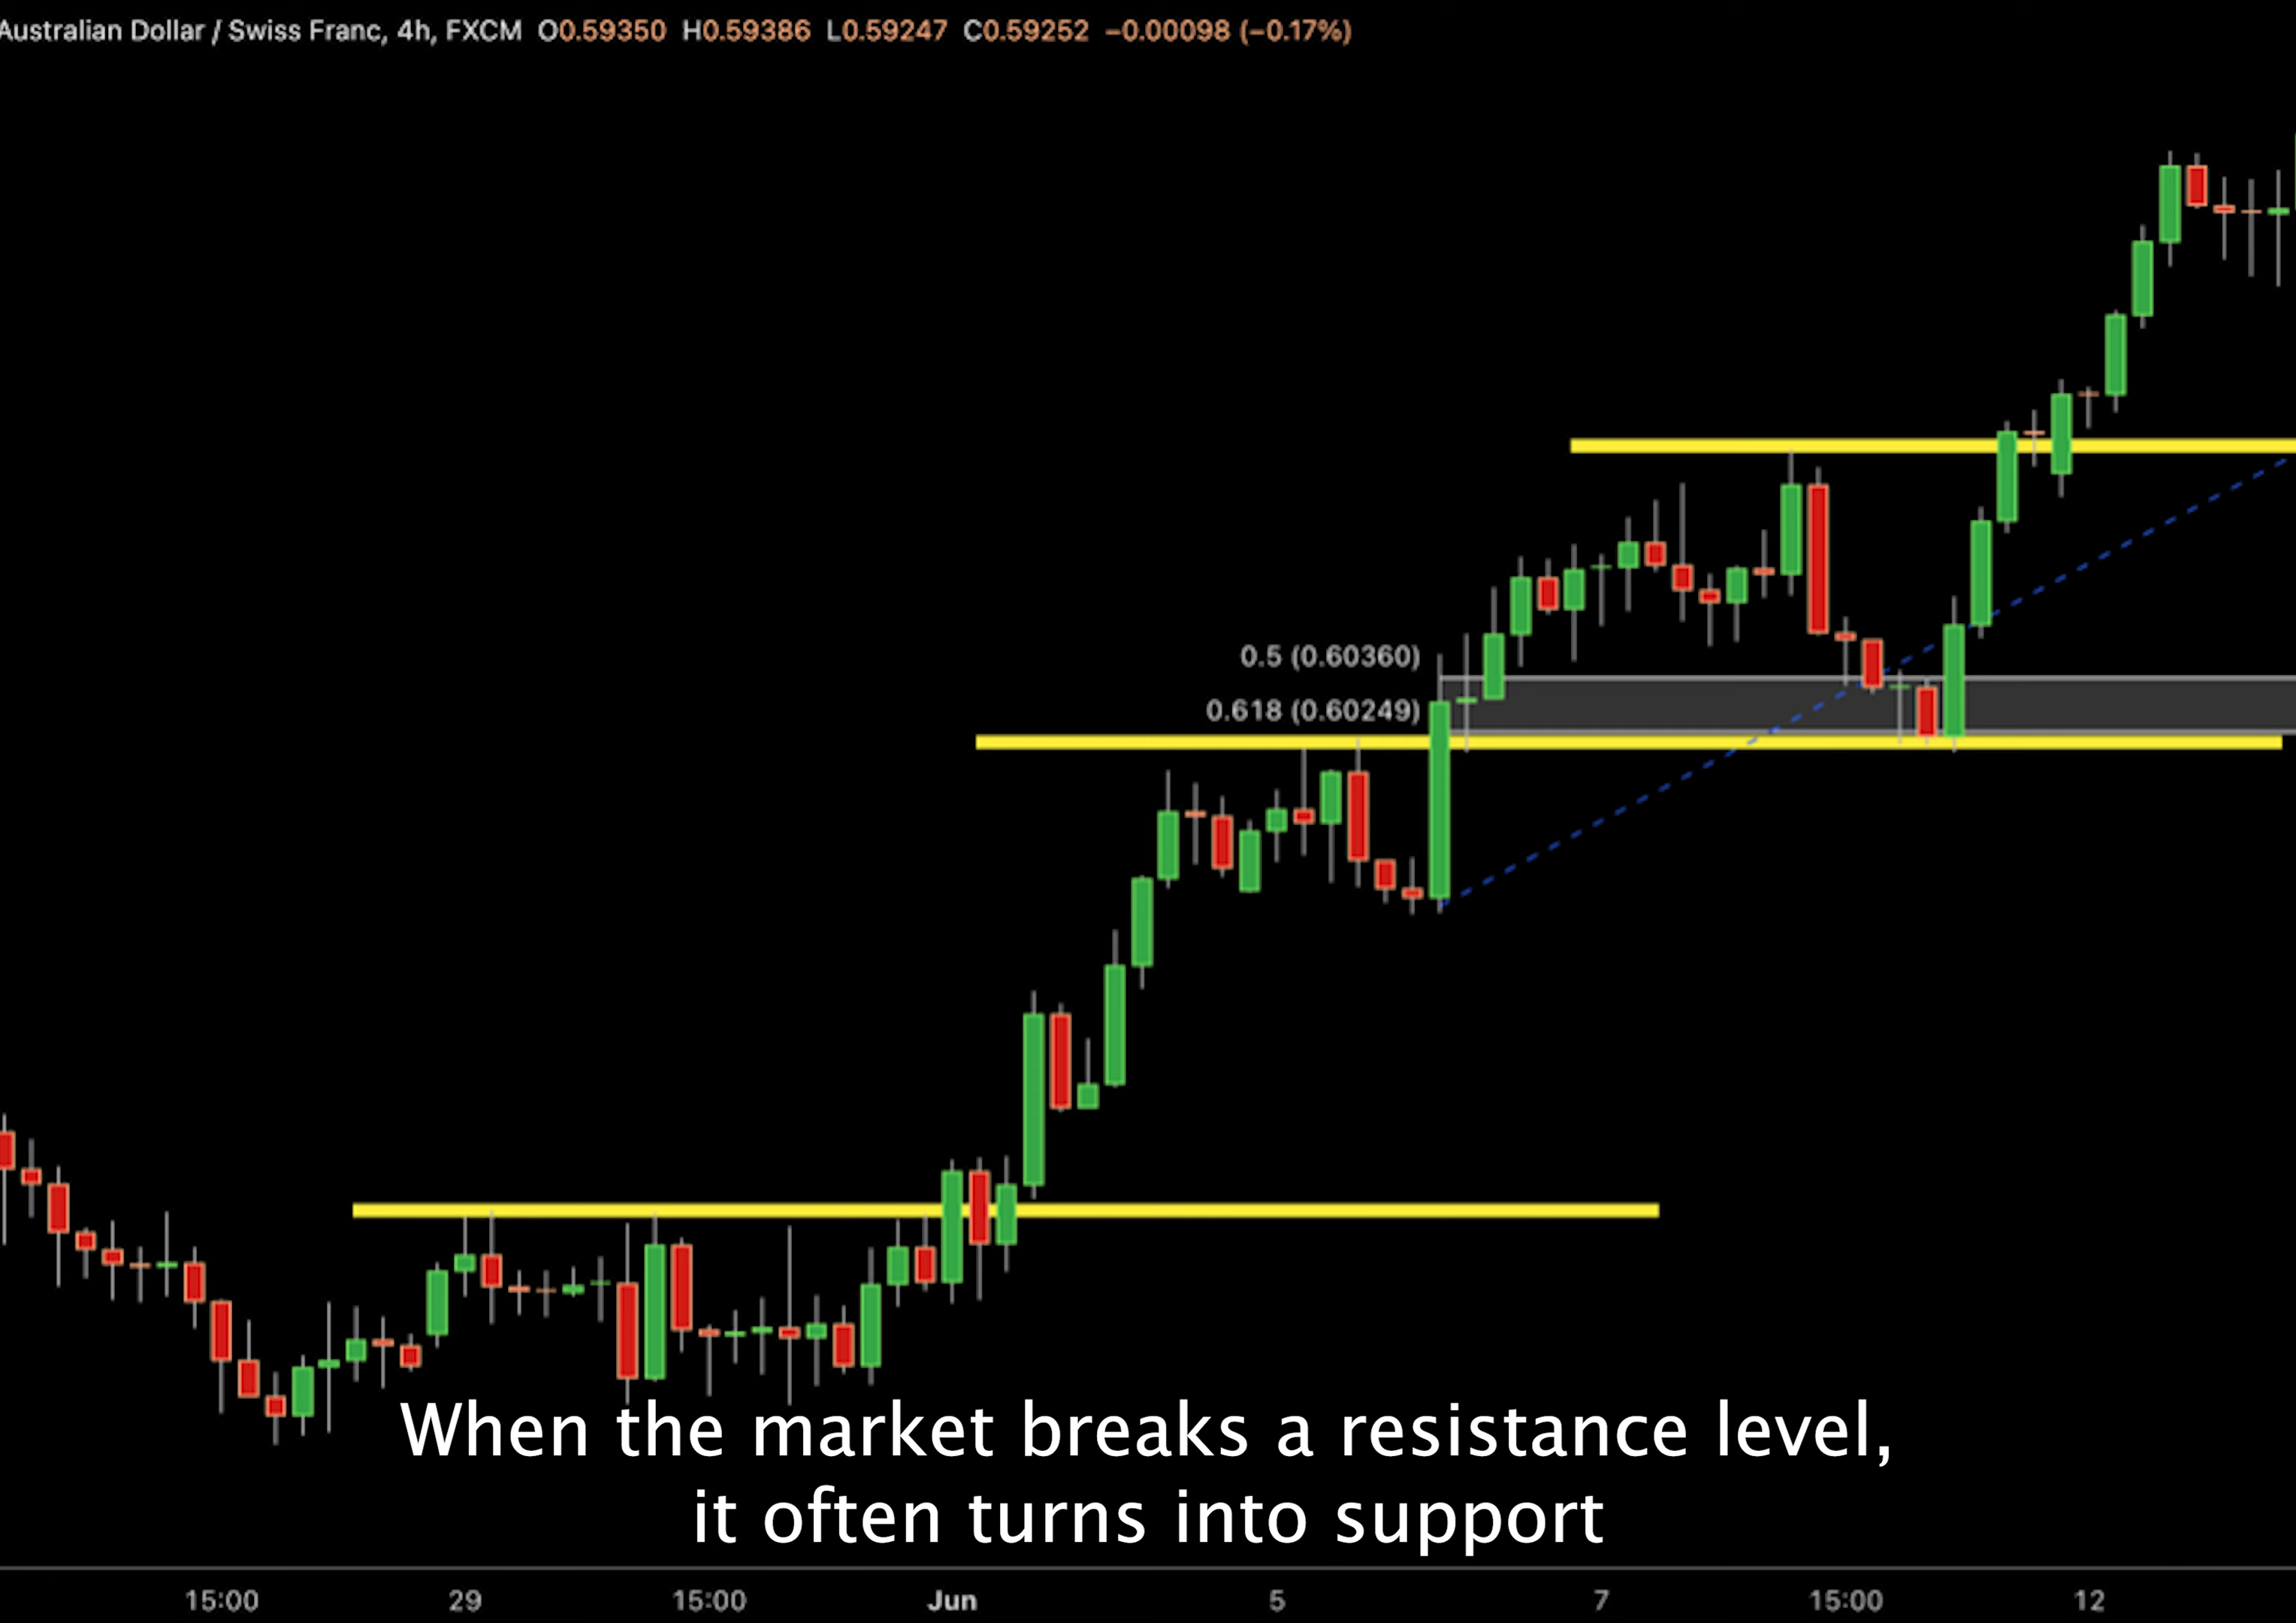 Australian Dollar / Swiss Franc, 4h, FXCM O0.59350 H0.59386 L0.59247 C0.59252 −0.00098 (−0.17%)
0.5 (0.60360)
0.618 (0.60249)
When the market breaks a resistance level,
it often turns into support
15:00 29 15:00 Jun 5 7 15:00 12